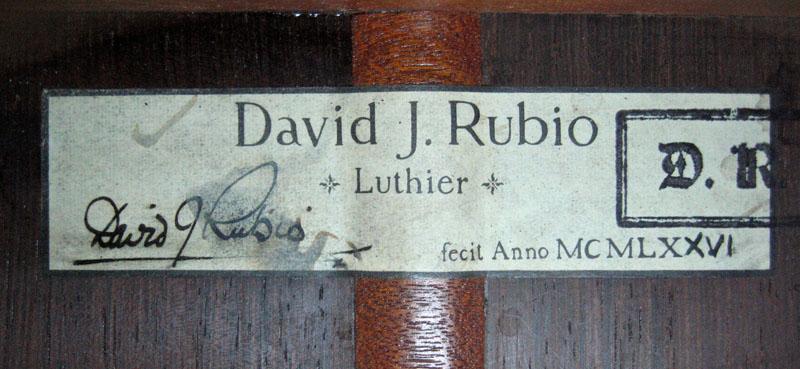 David J. Rubio
Luthier
D. R.
David J Rubio
fecit Anno MCMLXXVI